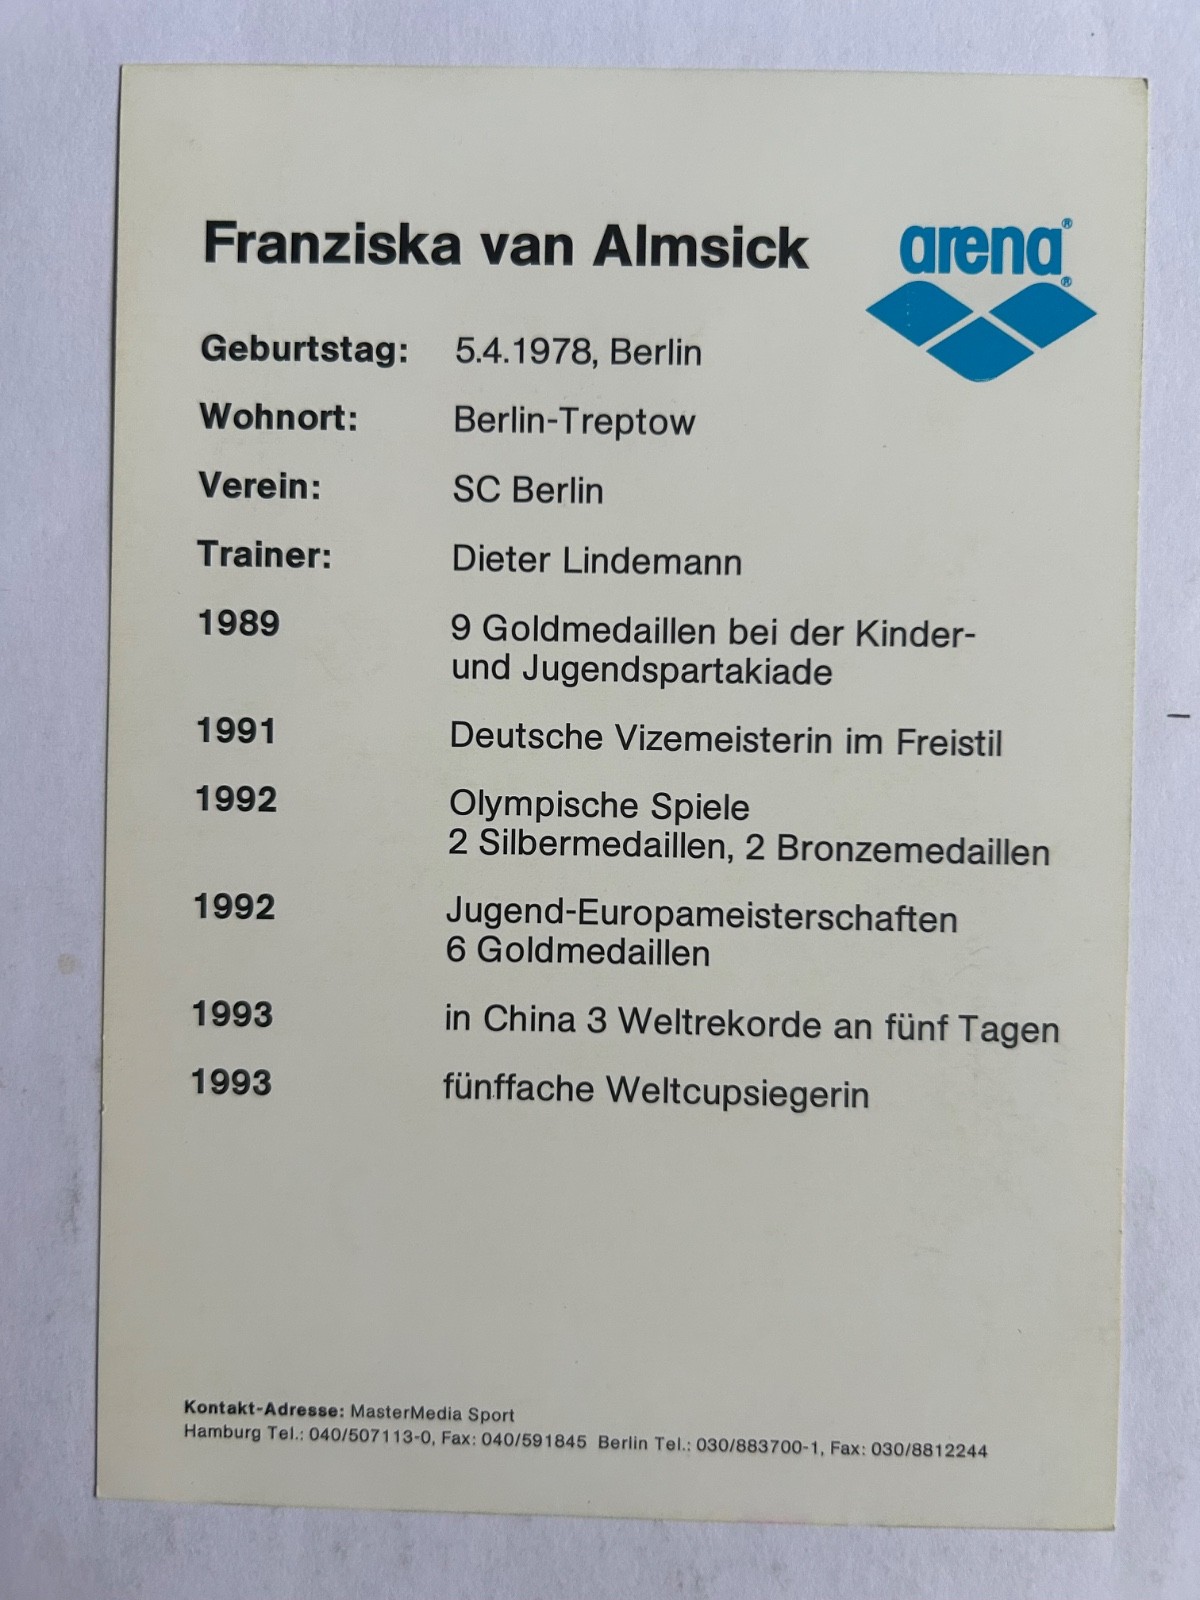 Franziska van Almsick
arena®
®
Geburtstag: 5.4.1978, Berlin
Wohnort: Berlin-Treptow
Verein: SC Berlin
Trainer: Dieter Lindemann
1989 9 Goldmedaillen bei der Kinder-
und Jugendspartakiade
1991 Deutsche Vizemeisterin im Freistil
1992 Olympische Spiele
2 Silbermedaillen, 2 Bronzemedaillen
1992 Jugend-Europameisterschaften
6 Goldmedaillen
1993 in China 3 Weltrekorde an fünf Tagen
1993 fünffache Weltcupsiegerin
Kontakt-Adresse: MasterMedia Sport
Hamburg Tel.: 040/507113-0, Fax: 040/591845 Berlin Tel.: 030/883700-1, Fax: 030/8812244